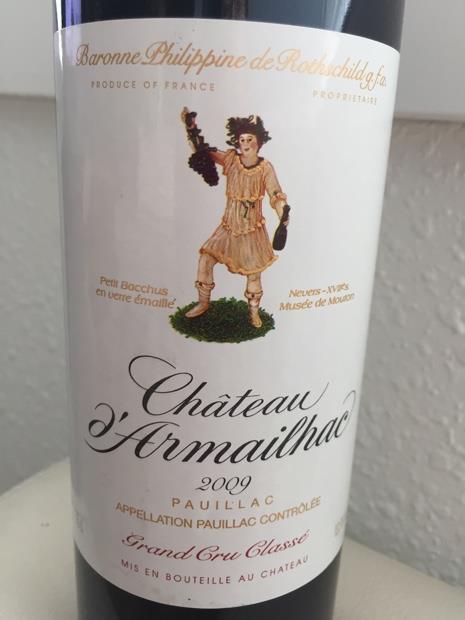 Baronne Philippine de Rothschild g.f.a.
PRODUCE OF FRANCE
PROPRIETAIRE
Petit Bacchus
en verre émaillé
Nevers - XVIIe s.
Musée de Mouton
Château
d'Armailhac
2009
PAUILLAC
APPELLATION PAUILLAC CONTRÔLÉE
Grand Cru Classé
MIS EN BOUTEILLE AU CHATEAU